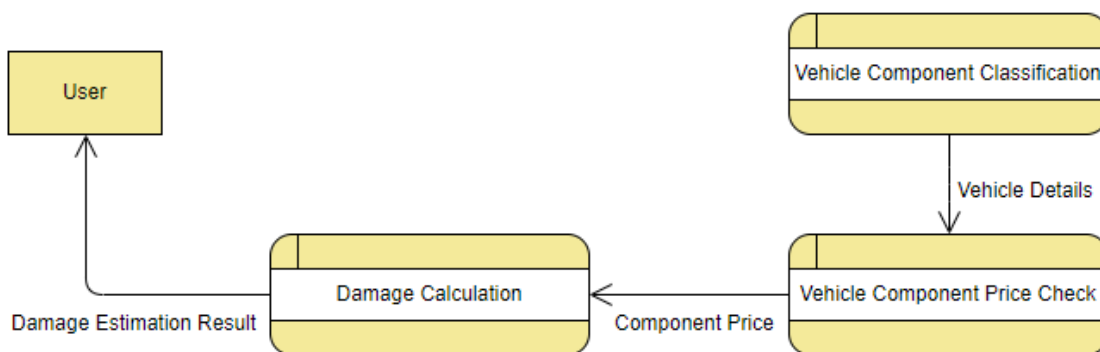 User
Vehicle Component Classification
Vehicle Details
Damage Calculation
Vehicle Component Price Check
Damage Estimation Result
Component Price